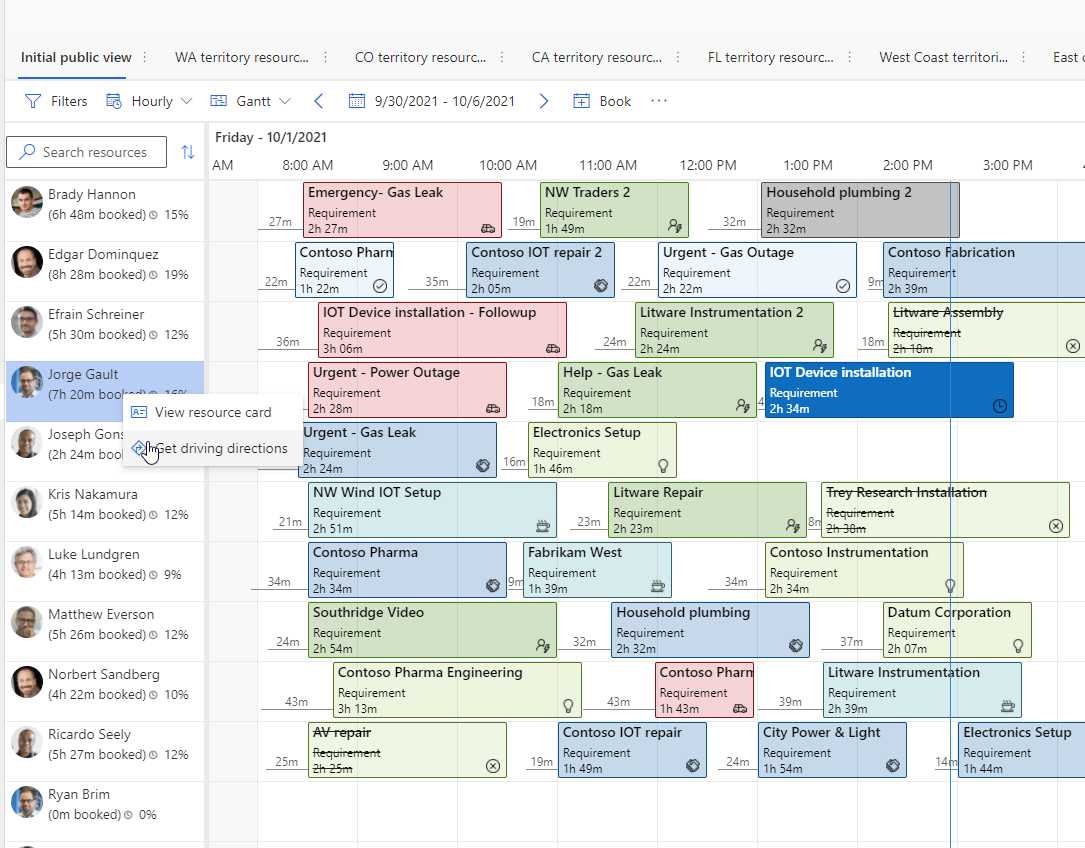 Initial public view
WA territory resourc...
CO territory resourc...
CA territory resourc...
FL territory resourc...
West Coast territori...
East
Filters
Hourly
Gantt
9/30/2021 - 10/6/2021
Book
Search resources
Friday - 10/1/2021
AM
8:00 AM
9:00 AM
10:00 AM
11:00 AM
12:00 PM
1:00 PM
2:00 PM
3:00 PM
Brady Hannon
(6h 48m booked) 15%
27m
Emergency- Gas Leak
Requirement
2h 27m
19m
NW Traders 2
Requirement
1h 49m
32m
Household plumbing 2
Requirement
2h 32m
Edgar Dominquez
(8h 28m booked) 19%
22m
Contoso Pharn
Requirement
1h 22m
35m
Contoso IOT repair 2
Requirement
2h 05m
22m
Urgent - Gas Outage
Requirement
2h 22m
9m
Contoso Fabrication
Requirement
2h 39m
Efrain Schreiner
(5h 30m booked) 12%
36m
IOT Device installation - Followup
Requirement
3h 06m
24m
Litware Instrumentation 2
Requirement
2h 24m
18m
Litware Assembly
Requirement
2h 18m
Jorge Gault
(7h 20m booked) 16%
View resource card
Get driving directions
Urgent - Power Outage
Requirement
2h 28m
18m
Help - Gas Leak
Requirement
2h 18m
4
IOT Device installation
Requirement
2h 34m
Joseph Gons
(2h 24m boo
Urgent - Gas Leak
Requirement
2h 24m
16m
Electronics Setup
Requirement
1h 46m
Kris Nakamura
(5h 14m booked) 12%
21m
NW Wind IOT Setup
Requirement
2h 51m
23m
Litware Repair
Requirement
2h 23m
8m
Trey Research Installation
Requirement
2h 38m
Luke Lundgren
(4h 13m booked) 9%
34m
Contoso Pharma
Requirement
2h 34m
9m
Fabrikam West
Requirement
1h 39m
34m
Contoso Instrumentation
Requirement
2h 34m
Matthew Everson
(5h 26m booked) 12%
24m
Southridge Video
Requirement
2h 54m
32m
Household plumbing
Requirement
2h 32m
37m
Datum Corporation
Requirement
2h 07m
Norbert Sandberg
(4h 22m booked) 10%
43m
Contoso Pharma Engineering
Requirement
3h 13m
43m
Contoso Pharn
Requirement
1h 43m
39m
Litware Instrumentation
Requirement
2h 39m
Ricardo Seely
(5h 27m booked) 12%
25m
AV repair
Requirement
2h 25m
19m
Contoso IOT repair
Requirement
1h 49m
24m
City Power & Light
Requirement
1h 54m
14m
Electronics Setup
Requirement
1h 44m
Ryan Brim
(0m booked) 0%